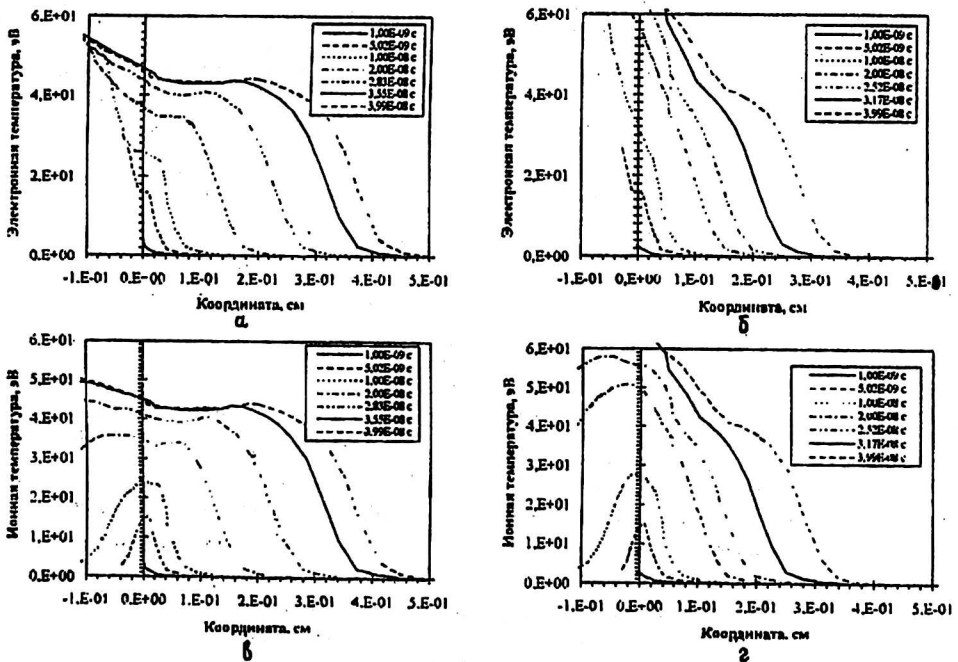 Электронная температура, эВ
6,E+01
4,E+01
2,E+01
0,E+00
1,00E-09 с
5,02E-09 с
1,00E-08 с
2,00E-08 с
2,83E-08 с
3,55E-08 с
3,99E-08 с
-1,E-01 0,E+00 1,E-01 2,E-01 3,E-01 4,E-01 5,E-01
Координата, см
а
Электронная температура, эВ
6,E+01
4,E+01
2,E+01
0,E+00
1,00E-09 с
5,02E-09 с
1,00E-08 с
2,00E-08 с
2,52E-08 с
3,17E-08 с
3,99E-08 с
-1,E-01 0,E+00 1,E-01 2,E-01 3,E-01 4,E-01
Координата, см
б
Ионная температура, эВ
6,E+01
5,E+01
4,E+01
3,E+01
2,E+01
1,E+01
0,E+00
1,00E-09 с
5,02E-09 с
1,00E-08 с
2,00E-08 с
2,83E-08 с
3,55E-08 с
3,99E-08 с
-1,E-01 0,E+00 1,E-01 2,E-01 3,E-01 4,E-01 5,E-01
Координата, см
в
Ионная температура, эВ
6,E+01
5,E+01
4,E+01
3,E+01
2,E+01
1,E+01
0,E+00
1,00E-09 с
5,02E-09 с
1,00E-08 с
2,00E-08 с
2,52E-08 с
3,17E-08 с
3,99E-08 с
-1,E-01 0,E+00 1,E-01 2,E-01 3,E-01 4,E-01 5,E-01
Координата, см
г